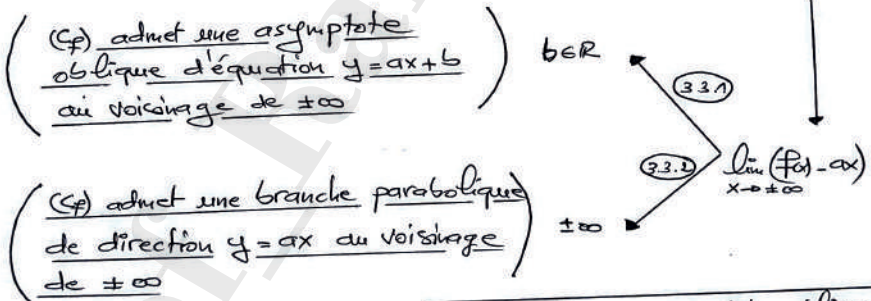 (Cf) admet une asymptote
oblique d'équation y = ax + b
au voisinage de ±∞
b∈R
3.3.1
3.3.2
lim (f(x) - ax)
x→±∞
(Cf) admet une branche parabolique
de direction y = ax au voisinage
de ±∞
±∞